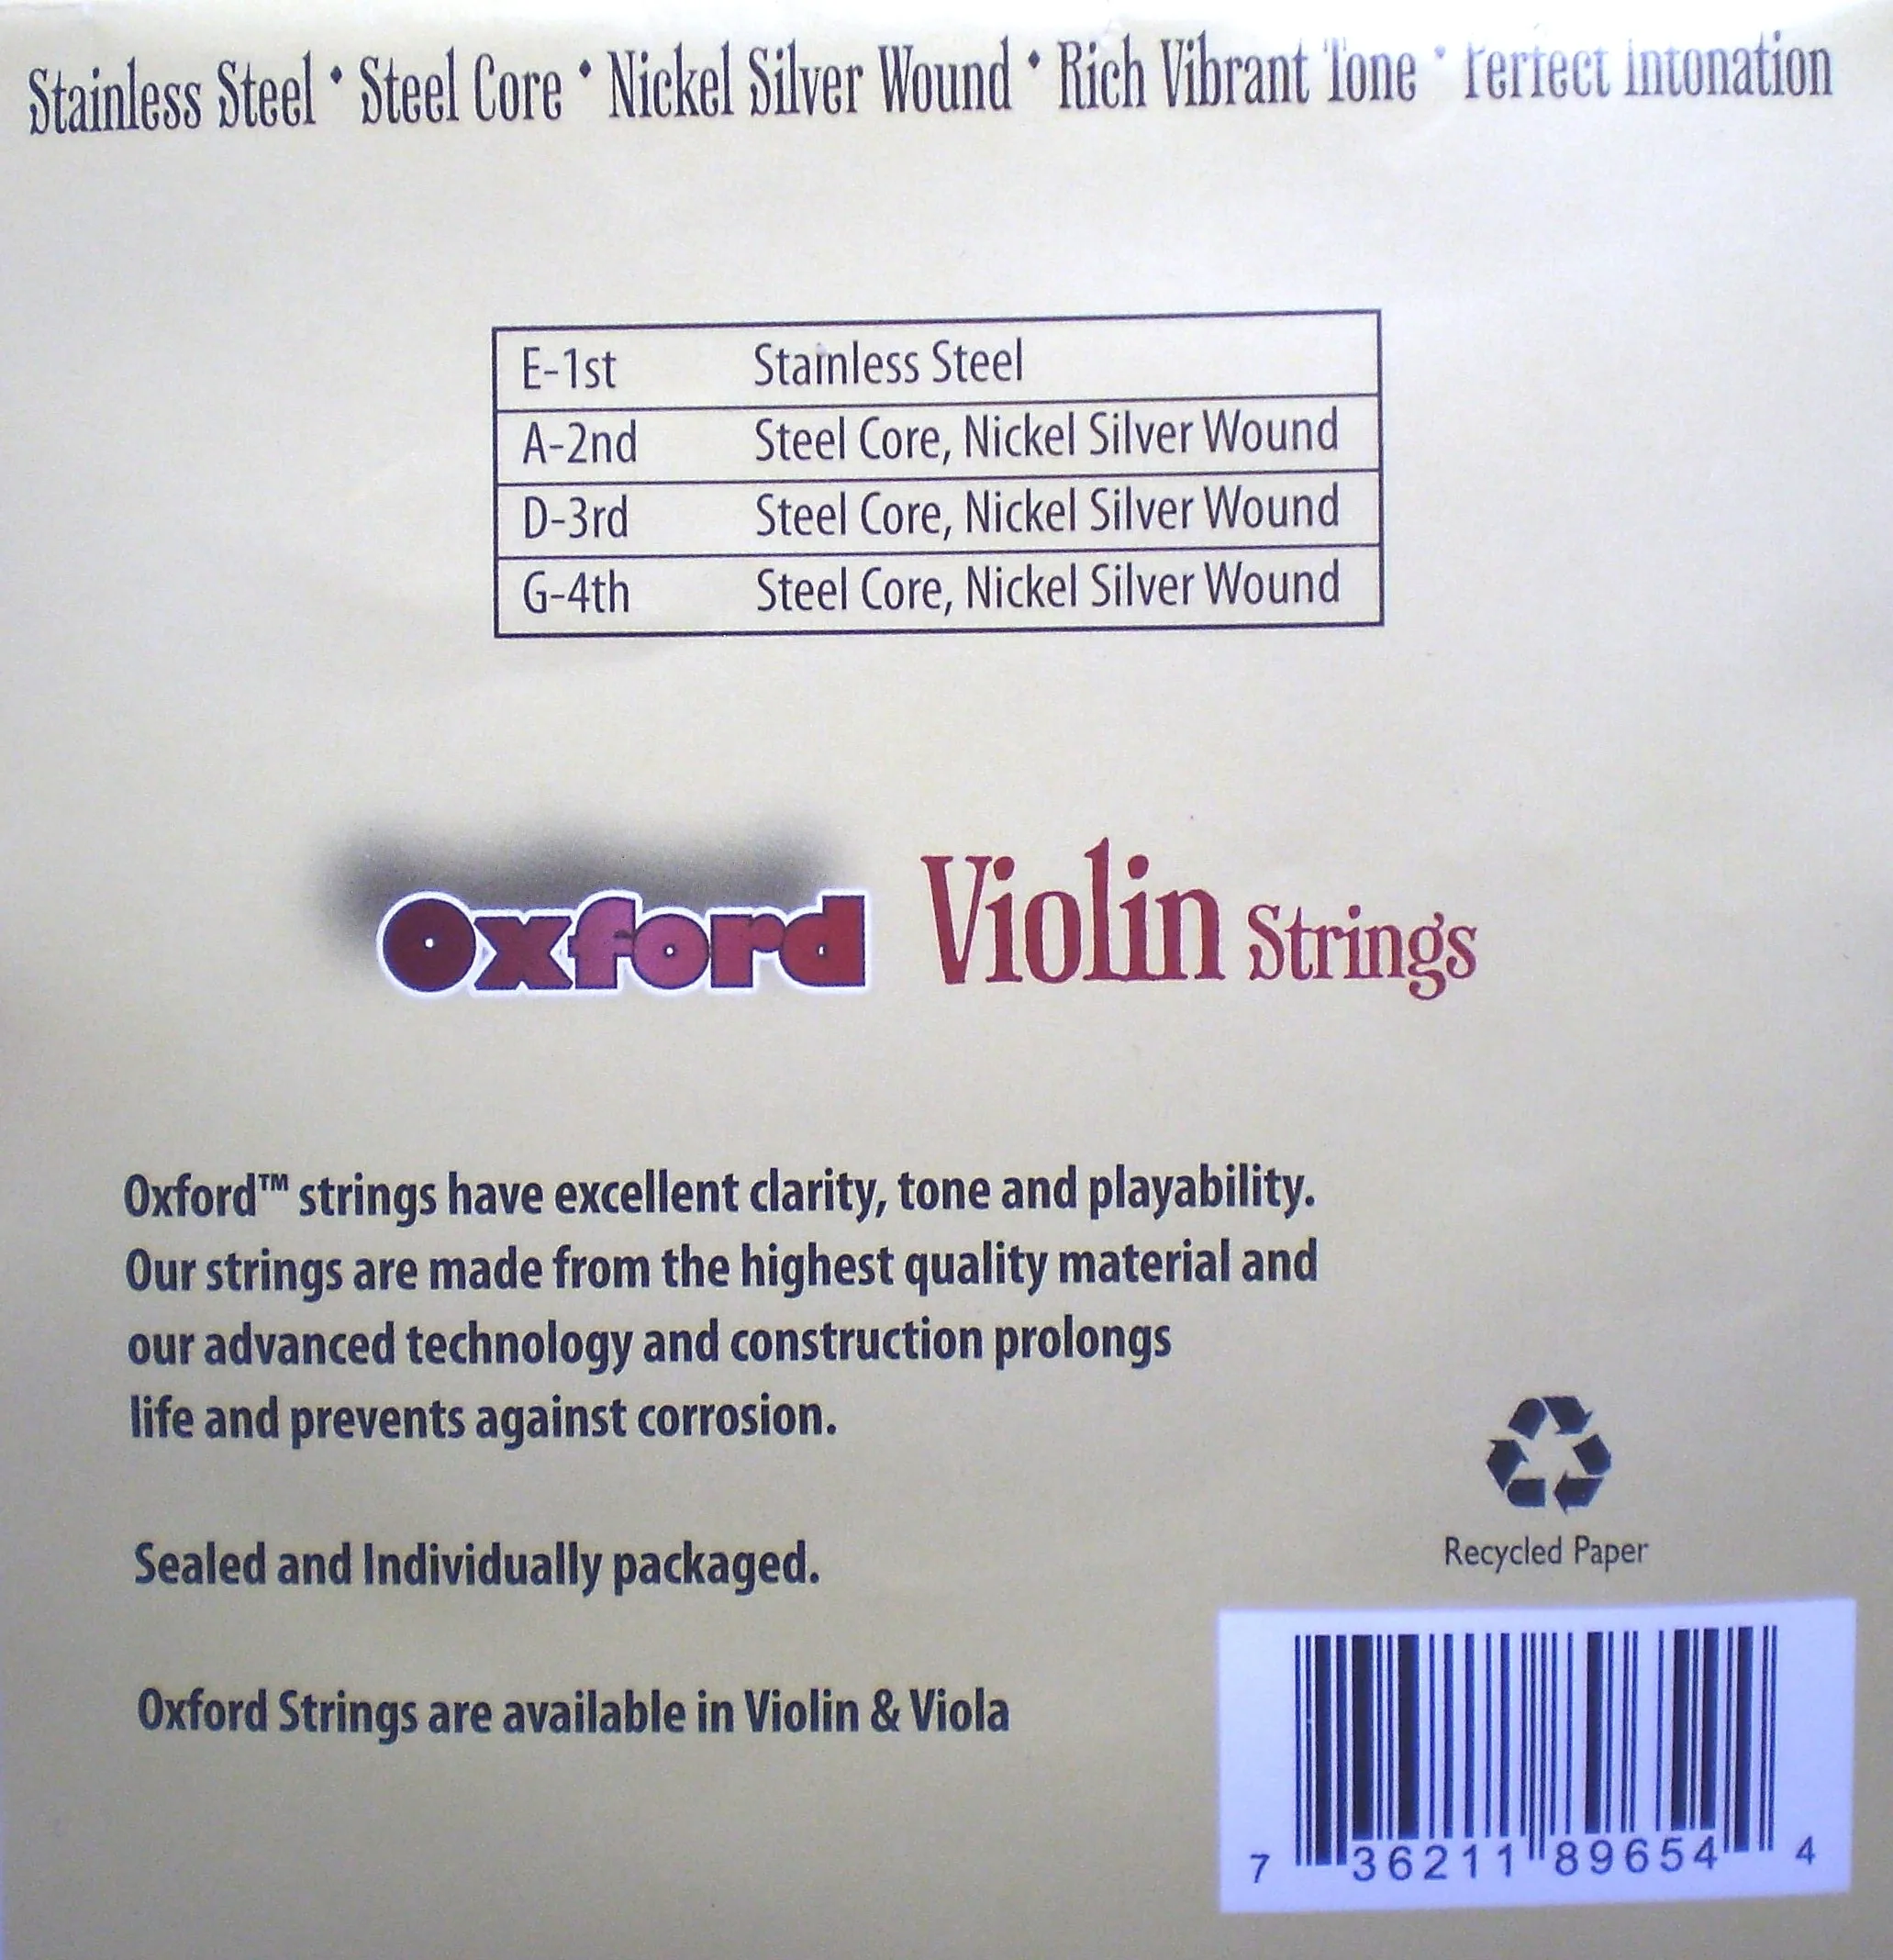 Stainless Steel • Steel Core • Nickel Silver Wound • Rich Vibrant Tone • Perfect Intonation
E-1st Stainless Steel
A-2nd Steel Core, Nickel Silver Wound
D-3rd Steel Core, Nickel Silver Wound
G-4th Steel Core, Nickel Silver Wound
Oxford Violin Strings
Oxford™ strings have excellent clarity, tone and playability.
Our strings are made from the highest quality material and
our advanced technology and construction prolongs
life and prevents against corrosion.
Sealed and Individually packaged.
Oxford Strings are available in Violin & Viola
Recycled Paper
7 36211 89654 4